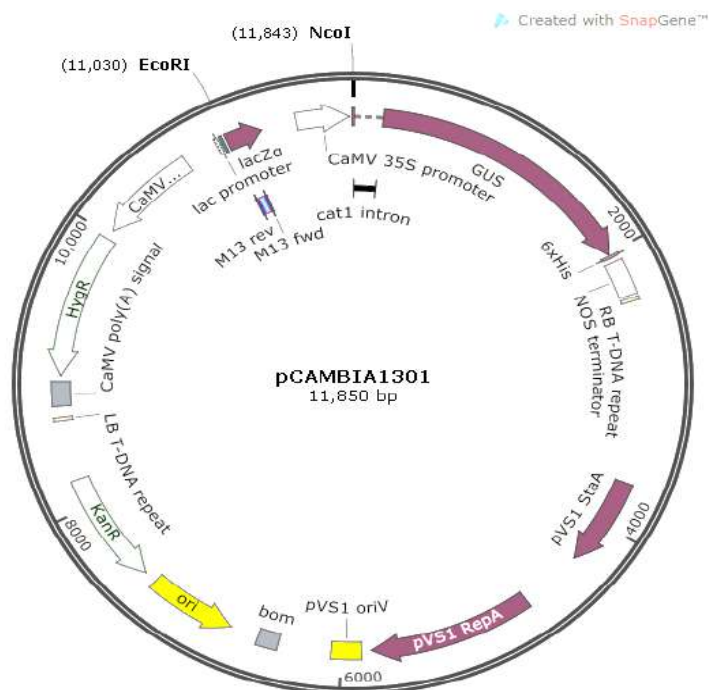 Created with SnapGene™
(11,843) NcoI
(11,030) EcoRI
lacZα
lac promoter
CaMV 35S promoter
GUS
CaMV ...
cat1 intron
M13 rev
M13 fwd
2000
10,000
6xHis
HygR
CaMV poly(A) signal
RB T-DNA repeat
NOS terminator
pCAMBIA1301
11,850 bp
LB T-DNA repeat
pVS1 StaA
KanR
4000
8000
ori
bom
pVS1 oriV
pVS1 RepA
6000